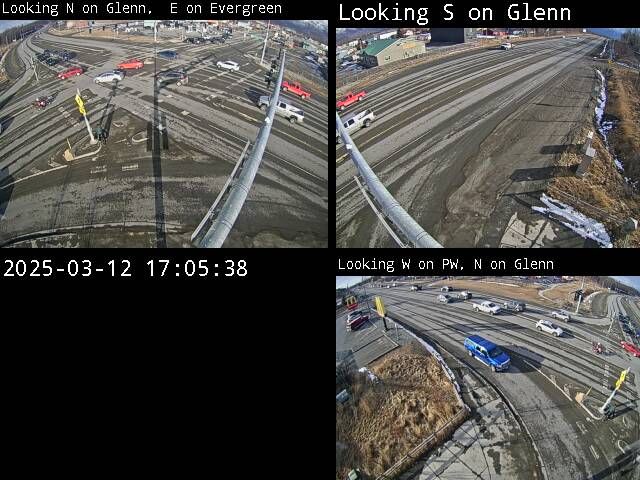 Looking N on Glenn,  E on Evergreen
Looking S on Glenn
2025-03-12 17:05:38
Looking W on PW, N on Glenn